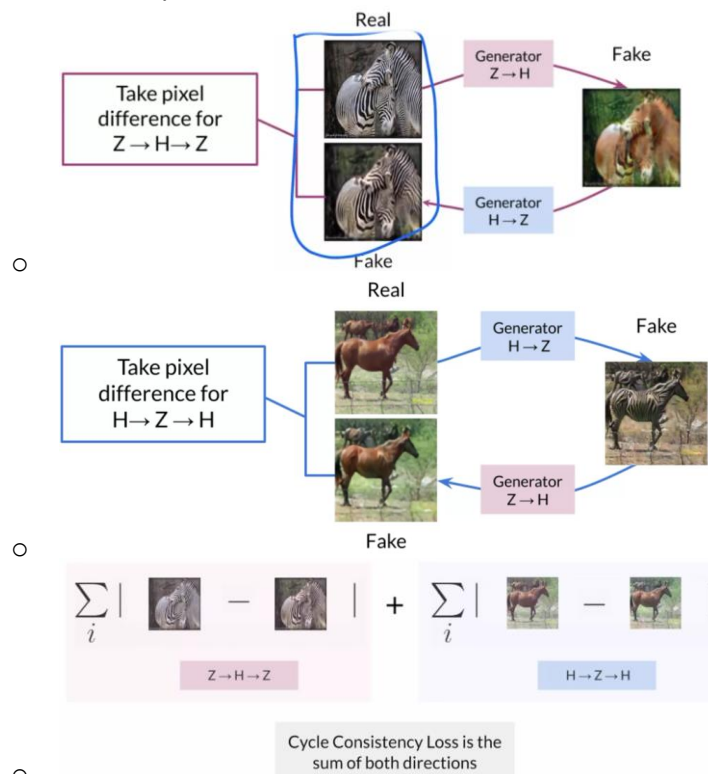 Real
Generator
Z→H
Fake
Take pixel
difference for
Z→H→Z
Generator
H→Z
Fake
Real
Generator
H→Z
Fake
Take pixel
difference for
H→Z→H
Generator
Z→H
Fake
∑ | − | + ∑ | − |
i i
Z→H→Z
H→Z→H
Cycle Consistency Loss is the
sum of both directions